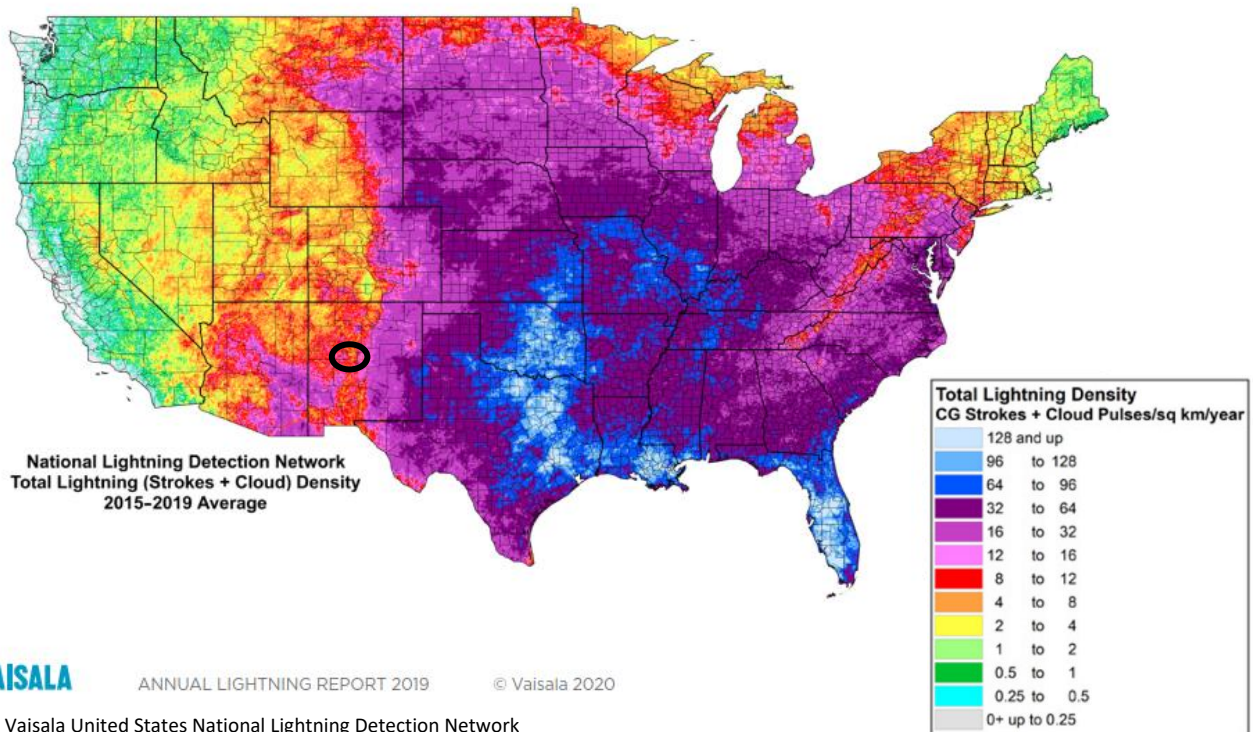 National Lightning Detection Network
Total Lightning (Strokes + Cloud) Density
2015–2019 Average
Total Lightning Density
CG Strokes + Cloud Pulses/sq km/year
128 and up
96 to 128
64 to 96
32 to 64
16 to 32
12 to 16
8 to 12
4 to 8
2 to 4
1 to 2
0.5 to 1
0.25 to 0.5
0+ up to 0.25
AISALA ANNUAL LIGHTNING REPORT 2019 © Vaisala 2020
Vaisala United States National Lightning Detection Network